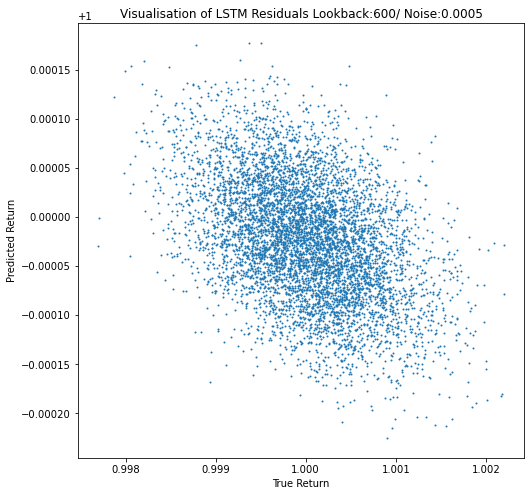 Visualisation of LSTM Residuals Lookback:600/ Noise:0.0005
+1
0.00015
0.00010
0.00005
0.00000
−0.00005
−0.00010
−0.00015
−0.00020
Predicted Return
0.998 0.999 1.000 1.001 1.002
True Return